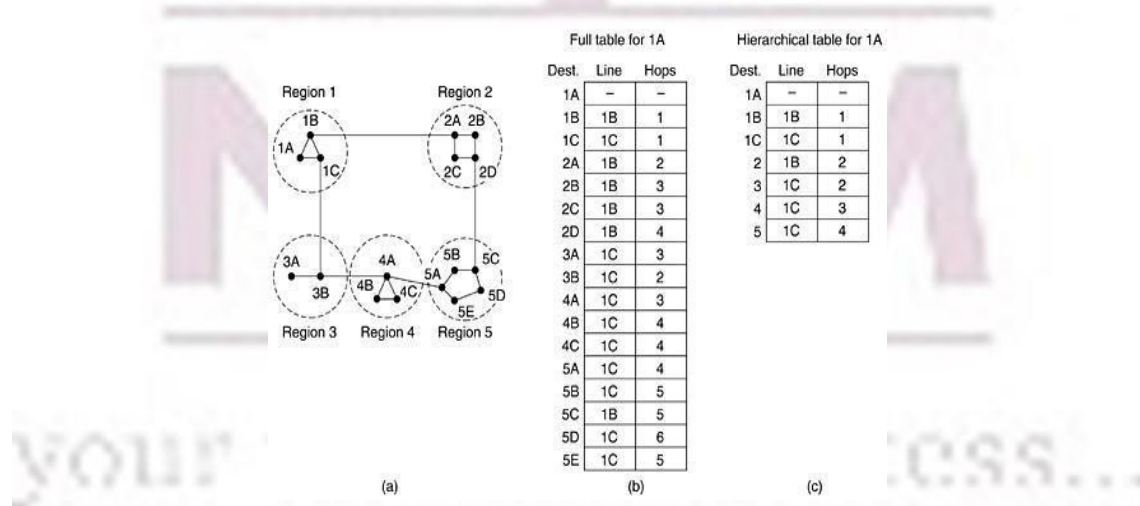 Full table for 1A
Hierarchical table for 1A
Dest. Line Hops
1A – –
1B 1B 1
1C 1C 1
2A 1B 2
2B 1B 3
2C 1B 3
2D 1B 4
3A 1C 3
3B 1C 2
4A 1C 3
4B 1C 4
4C 1C 4
5A 1C 4
5B 1C 5
5C 1B 5
5D 1C 6
5E 1C 5
Dest. Line Hops
1A – –
1B 1B 1
1C 1C 1
2 1B 2
3 1C 2
4 1C 3
5 1C 4
Region 1
Region 2
1B
2A 2B
1A
1C
2C
2D
3A
4A
5B
5C
5A
3B
4B
4C
5D
5E
Region 3
Region 4
Region 5
(a)
(b)
(c)
your
ess...